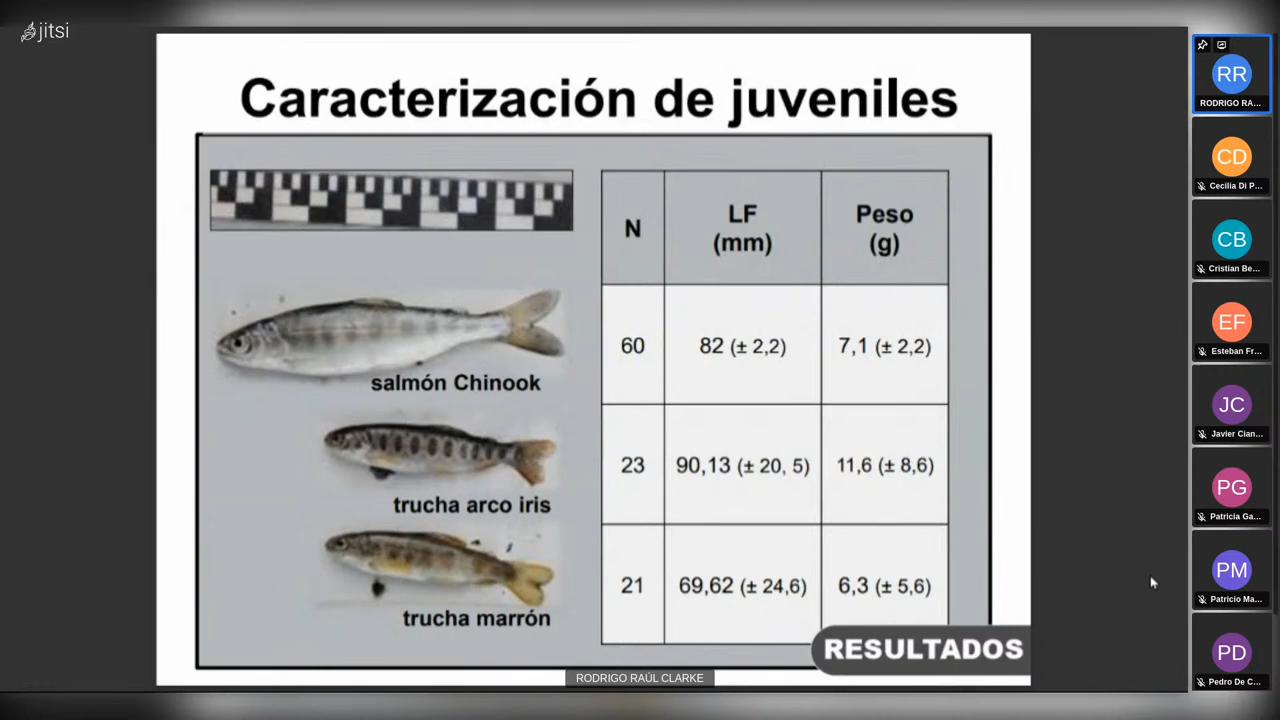 jitsi
Caracterización de juveniles
N
LF
(mm)
Peso
(g)
salmón Chinook
60
82 (± 2,2)
7,1 (± 2,2)
trucha arco iris
23
90,13 (± 20, 5)
11,6 (± 8,6)
trucha marrón
21
69,62 (± 24,6)
6,3 (± 5,6)
RESULTADOS
RODRIGO RAÚL CLARKE
RR
RODRIGO RA...
CD
Cecilia Di P...
CB
Cristian Be...
EF
Esteban Fr...
JC
Javier Cian...
PG
Patricia Ga...
PM
Patricio Ma...
PD
Pedro De C...